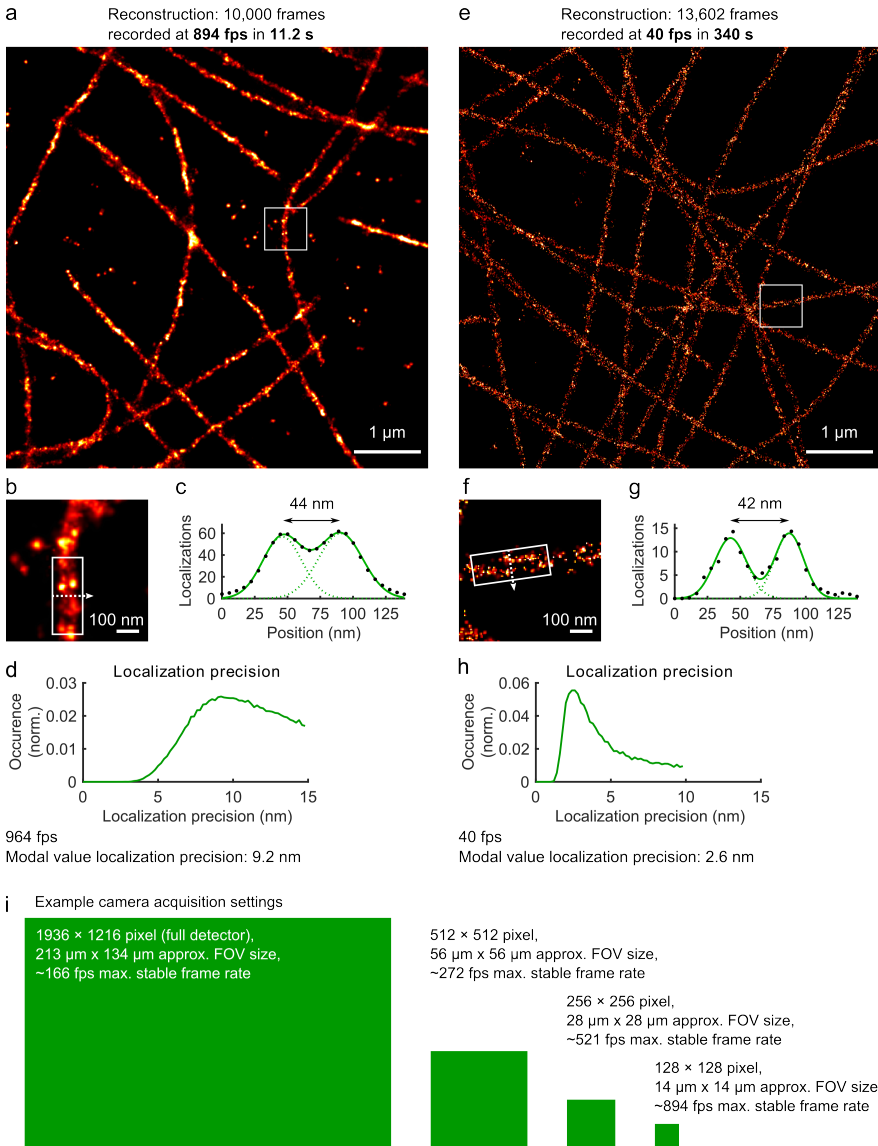 a
Reconstruction: 10,000 frames
recorded at 894 fps in 11.2 s
1 µm
e
Reconstruction: 13,602 frames
recorded at 40 fps in 340 s
1 µm
b
100 nm
c
44 nm
Localizations
60
40
20
0
0 25 50 75 100 125
Position (nm)
f
100 nm
g
42 nm
Localizations
15
10
5
0
0 25 50 75 100 125
Position (nm)
d
Localization precision
Occurence
(norm.)
0.03
0.02
0.01
0
0 5 10 15
Localization precision (nm)
964 fps
Modal value localization precision: 9.2 nm
h
Localization precision
Occurence
(norm.)
0.06
0.04
0.02
0
0 5 10 15
Localization precision (nm)
40 fps
Modal value localization precision: 2.6 nm
i
Example camera acquisition settings
1936 × 1216 pixel (full detector),
213 µm x 134 µm approx. FOV size,
~166 fps max. stable frame rate
512 × 512 pixel,
56 µm x 56 µm approx. FOV size,
~272 fps max. stable frame rate
256 × 256 pixel,
28 µm x 28 µm approx. FOV size,
~521 fps max. stable frame rate
128 × 128 pixel,
14 µm x 14 µm approx. FOV size
~894 fps max. stable frame rate